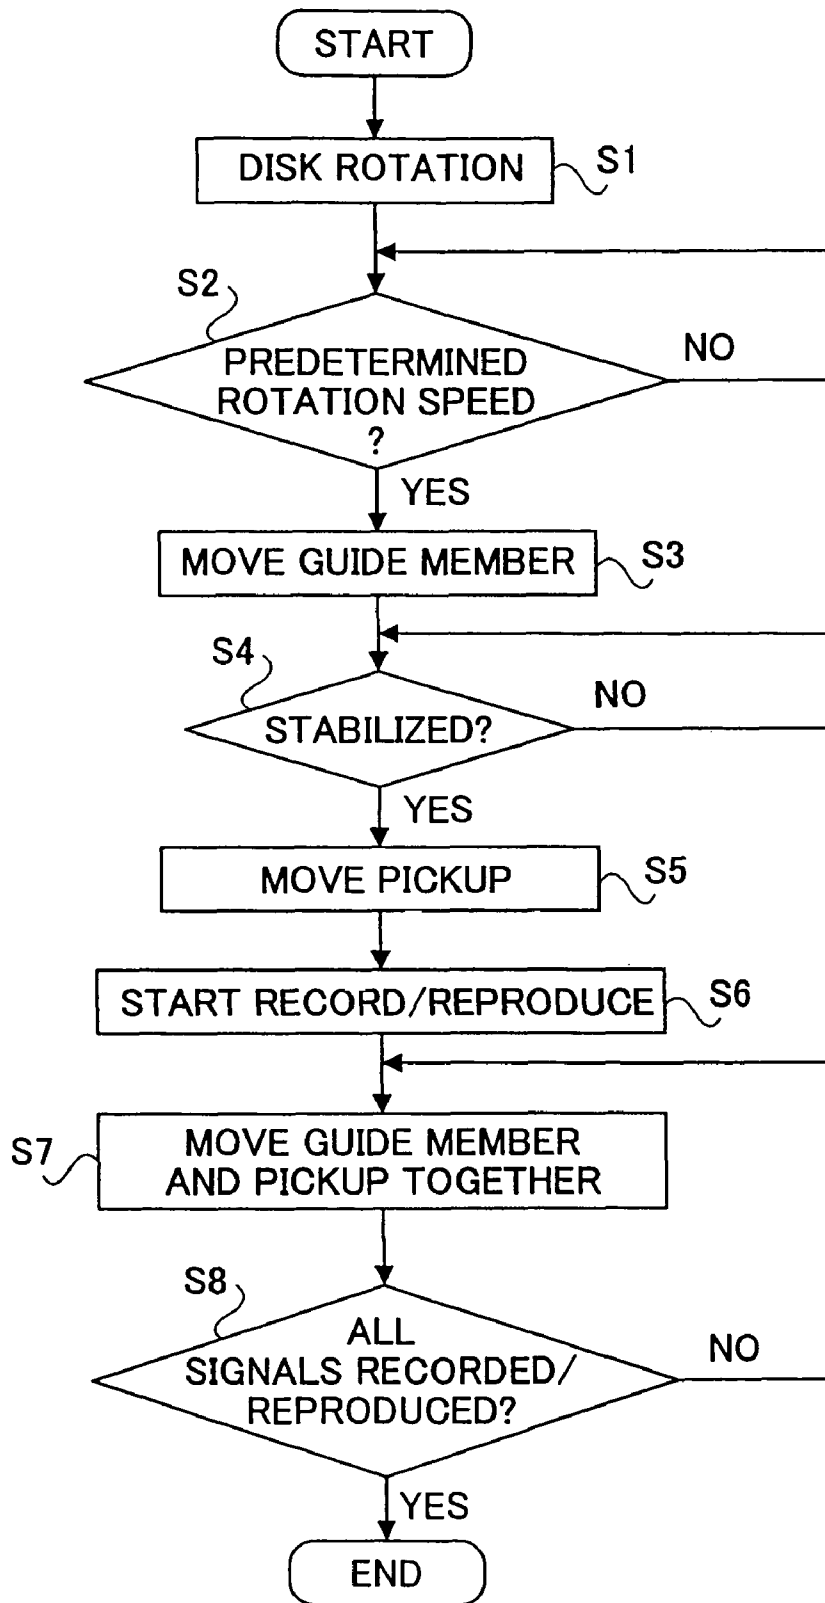 START
DISK ROTATION
S1
S2
PREDETERMINED
ROTATION SPEED
?
NO
YES
MOVE GUIDE MEMBER
S3
S4
STABILIZED?
NO
YES
MOVE PICKUP
S5
START RECORD/REPRODUCE
S6
S7
MOVE GUIDE MEMBER
AND PICKUP TOGETHER
S8
ALL
SIGNALS RECORDED/
REPRODUCED?
NO
YES
END